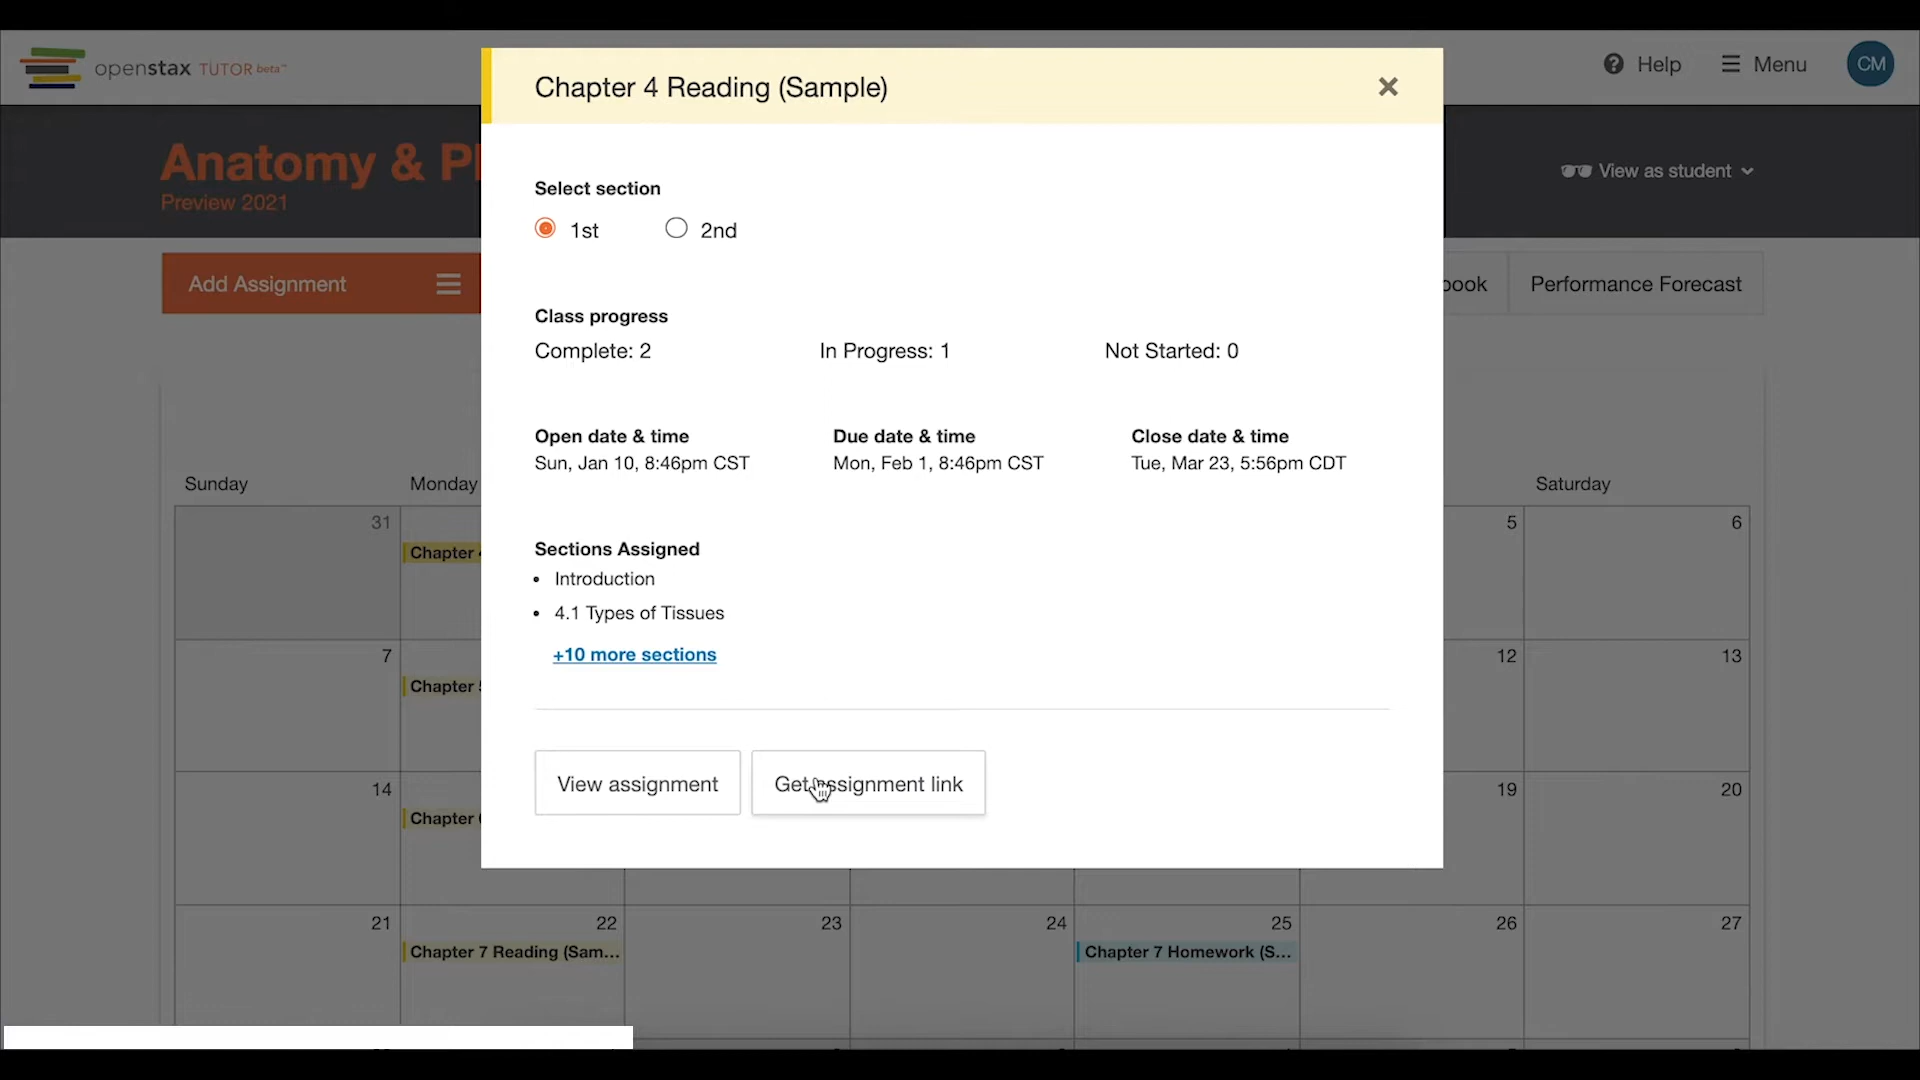 openstax TUTOR beta™
Help
Menu
CM
Chapter 4 Reading (Sample)
Anatomy &
Preview 2021
View as student
Select section
1st
2nd
Add Assignment
Performance Forecast
Class progress
Complete: 2
In Progress: 1
Not Started: 0
Open date & time
Sun, Jan 10, 8:46pm CST
Due date & time
Mon, Feb 1, 8:46pm CST
Close date & time
Tue, Mar 23, 5:56pm CDT
Sunday
Monday
Saturday
31
5
6
Chapter
Sections Assigned
• Introduction
• 4.1 Types of Tissues
+10 more sections
7
12
13
Chapter
View assignment
Get assignment link
14
19
20
Chapter
21
22
23
24
25
26
27
Chapter 7 Reading (Sam...
Chapter 7 Homework (S...